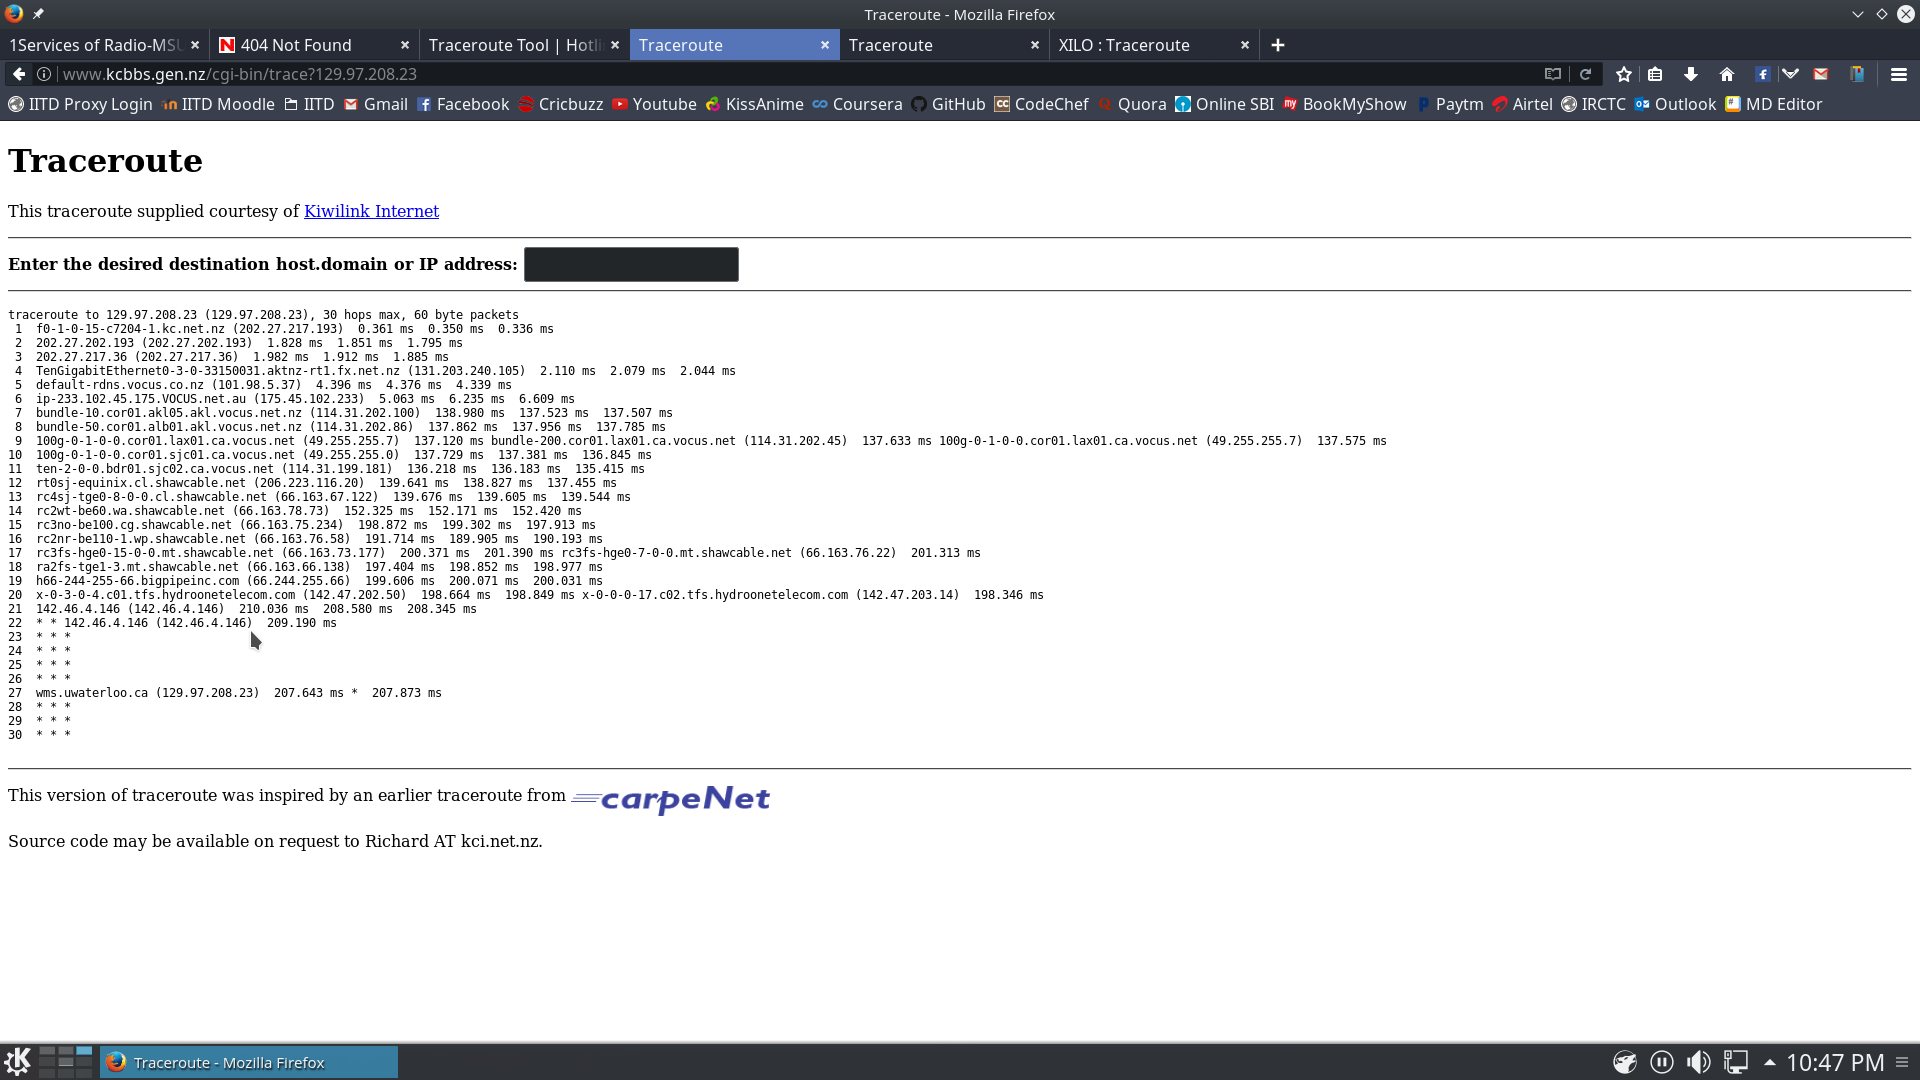 Traceroute - Mozilla Firefox
1Services of Radio-MSU
404 Not Found
Traceroute Tool | Hotli
Traceroute
Traceroute
XILO : Traceroute
www.kcbbs.gen.nz/cgi-bin/trace?129.97.208.23
IITD Proxy Login IITD Moodle IITD Gmail Facebook Cricbuzz Youtube KissAnime Coursera GitHub CodeChef Quora Online SBI BookMyShow Paytm Airtel IRCTC Outlook MD Editor
Traceroute
This traceroute supplied courtesy of Kiwilink Internet
Enter the desired destination host.domain or IP address:
traceroute to 129.97.208.23 (129.97.208.23), 30 hops max, 60 byte packets
1 f0-1-0-15-c7204-1.kc.net.nz (202.27.217.193) 0.361 ms 0.350 ms 0.336 ms
2 202.27.202.193 (202.27.202.193) 1.828 ms 1.851 ms 1.795 ms
3 202.27.217.36 (202.27.217.36) 1.982 ms 1.912 ms 1.885 ms
4 TenGigabitEthernet0-3-0-33150031.aktnz-rt1.fx.net.nz (131.203.240.105) 2.110 ms 2.079 ms 2.044 ms
5 default-rdns.vocus.co.nz (101.98.5.37) 4.396 ms 4.376 ms 4.339 ms
6 ip-233.102.45.175.VOCUS.net.au (175.45.102.233) 5.063 ms 6.235 ms 6.609 ms
7 bundle-10.cor01.akl05.akl.vocus.net.nz (114.31.202.100) 138.980 ms 137.523 ms 137.507 ms
8 bundle-50.cor01.alb01.akl.vocus.net.nz (114.31.202.86) 137.862 ms 137.956 ms 137.785 ms
9 100g-0-1-0-0.cor01.lax01.ca.vocus.net (49.255.255.7) 137.120 ms bundle-200.cor01.lax01.ca.vocus.net (114.31.202.45) 137.633 ms 100g-0-1-0-0.cor01.lax01.ca.vocus.net (49.255.255.7) 137.575 ms
10 100g-0-1-0-0.cor01.sjc01.ca.vocus.net (49.255.255.0) 137.729 ms 137.381 ms 136.845 ms
11 ten-2-0-0.bdr01.sjc02.ca.vocus.net (114.31.199.181) 136.218 ms 136.183 ms 135.415 ms
12 rt0sj-equinix.cl.shawcable.net (206.223.116.20) 139.641 ms 138.827 ms 137.455 ms
13 rc4sj-tge0-8-0-0.cl.shawcable.net (66.163.67.122) 139.676 ms 139.605 ms 139.544 ms
14 rc2wt-be60.wa.shawcable.net (66.163.78.73) 152.325 ms 152.171 ms 152.420 ms
15 rc3no-be100.cg.shawcable.net (66.163.75.234) 198.872 ms 199.302 ms 197.913 ms
16 rc2nr-be110-1.wp.shawcable.net (66.163.76.58) 191.714 ms 189.905 ms 190.193 ms
17 rc3fs-hge0-15-0-0.mt.shawcable.net (66.163.73.177) 200.371 ms 201.390 ms rc3fs-hge0-7-0-0.mt.shawcable.net (66.163.76.22) 201.313 ms
18 ra2fs-tge1-3.mt.shawcable.net (66.163.66.138) 197.404 ms 198.852 ms 198.977 ms
19 h66-244-255-66.bigpipeinc.com (66.244.255.66) 199.606 ms 200.071 ms 200.031 ms
20 x-0-3-0-4.c01.tfs.hydroonetelecom.com (142.47.202.50) 198.664 ms 198.849 ms x-0-0-0-17.c02.tfs.hydroonetelecom.com (142.47.203.14) 198.346 ms
21 142.46.4.146 (142.46.4.146) 210.036 ms 208.580 ms 208.345 ms
22 * * 142.46.4.146 (142.46.4.146) 209.190 ms
23 * * *
24 * * *
25 * * *
26 * * *
27 wms.uwaterloo.ca (129.97.208.23) 207.643 ms * 207.873 ms
28 * * *
29 * * *
30 * * *
This version of traceroute was inspired by an earlier traceroute from carpeNet
Source code may be available on request to Richard AT kci.net.nz.
Traceroute - Mozilla Firefox
10:47 PM